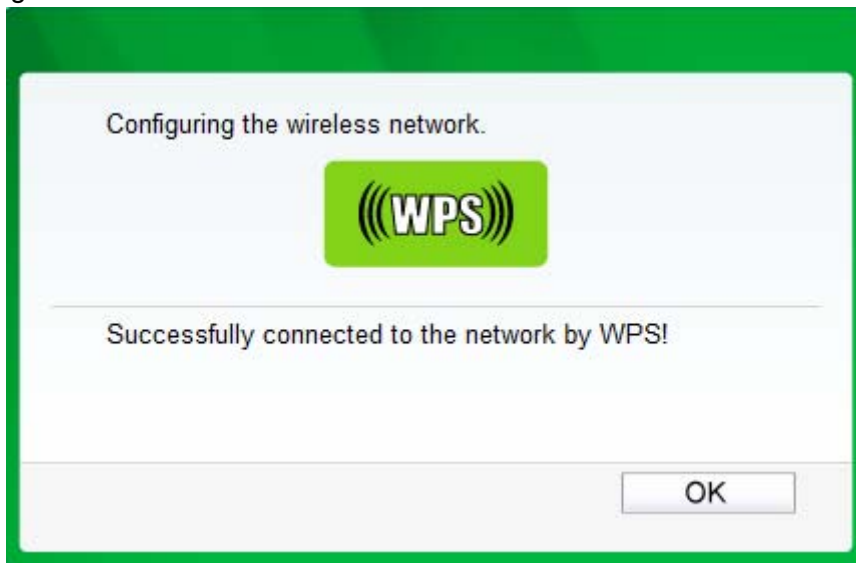 Configuring the wireless network.
WPS
Successfully connected to the network by WPS!
OK